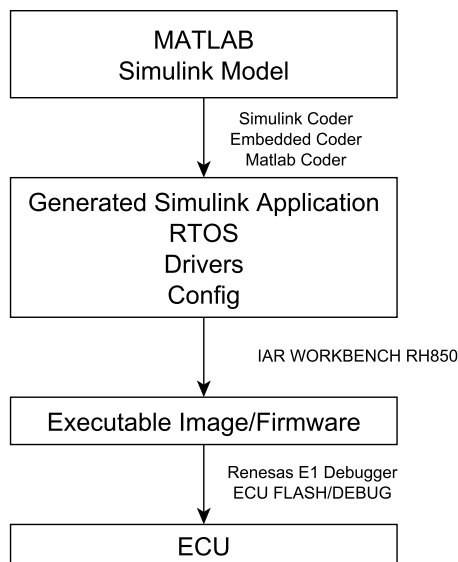 MATLAB
Simulink Model
Simulink Coder
Embedded Coder
Matlab Coder
Generated Simulink Application
RTOS
Drivers
Config
IAR WORKBENCH RH850
Executable Image/Firmware
Renesas E1 Debugger
ECU FLASH/DEBUG
ECU